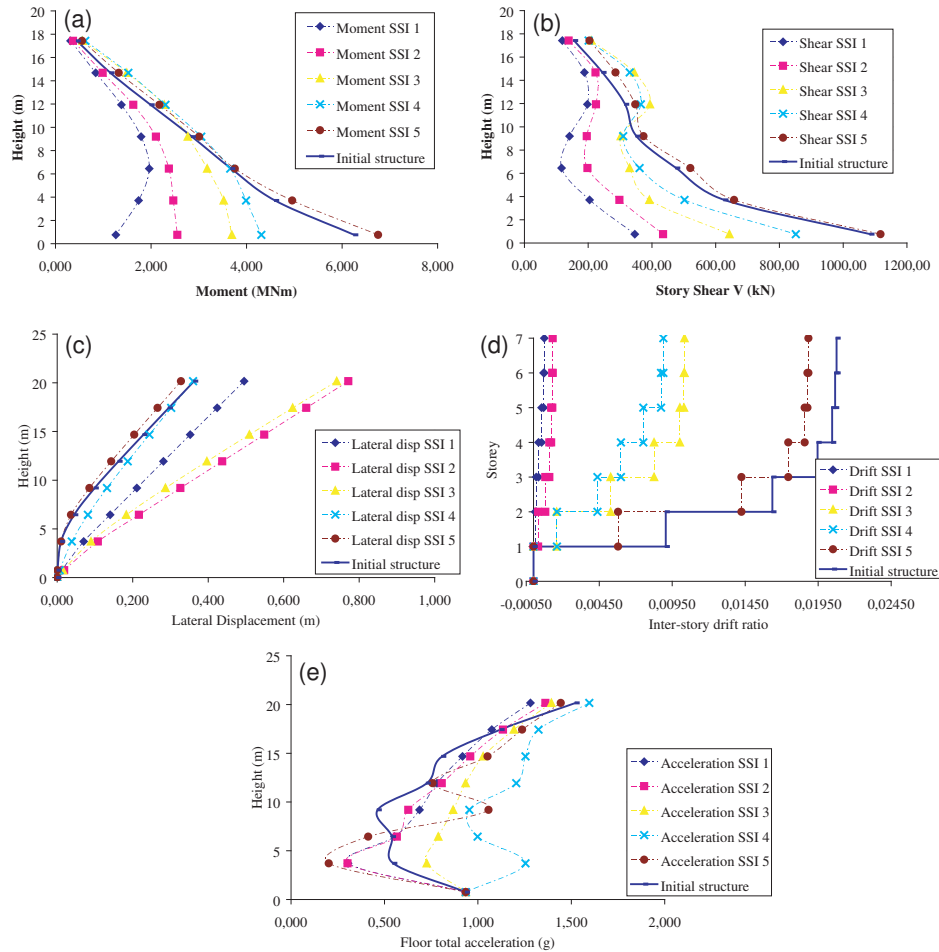 (a)
Height (m)
20
18
16
14
12
10
8
6
4
2
0
0,000 2,000 4,000 6,000 8,000
Moment (MNm)
Moment SSI 1
Moment SSI 2
Moment SSI 3
Moment SSI 4
Moment SSI 5
Initial structure
(b)
Height (m)
20
18
16
14
12
10
8
6
4
2
0
0,00 200,00 400,00 600,00 800,00 1000,00 1200,00
Story Shear V (kN)
Shear SSI 1
Shear SSI 2
Shear SSI 3
Shear SSI 4
Shear SSI 5
Initial structure
(c)
Height (m)
25
20
15
10
5
0
0,000 0,200 0,400 0,600 0,800 1,000
Lateral Displacement (m)
Lateral disp SSI 1
Lateral disp SSI 2
Lateral disp SSI 3
Lateral disp SSI 4
Lateral disp SSI 5
Initial structure
(d)
Storey
7
6
5
4
3
2
1
0
-0,00050 0,00450 0,00950 0,01450 0,01950 0,02450
Inter-story drift ratio
Drift SSI 1
Drift SSI 2
Drift SSI 3
Drift SSI 4
Drift SSI 5
Initial structure
(e)
Height (m)
25
20
15
10
5
0
0,000 0,500 1,000 1,500 2,000
Floor total acceleration (g)
Acceleration SSI 1
Acceleration SSI 2
Acceleration SSI 3
Acceleration SSI 4
Acceleration SSI 5
Initial structure